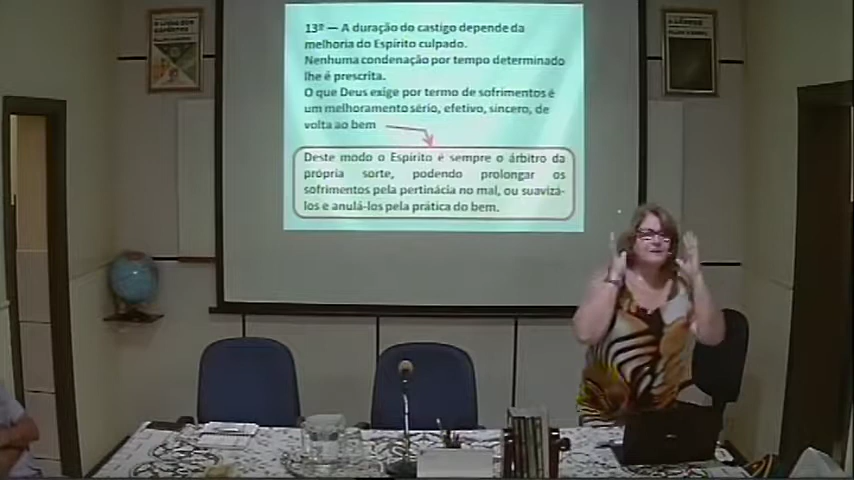 13º — A duração do castigo depende da
melhoria do Espírito culpado.
Nenhuma condenação por tempo determinado
lhe é prescrita.
O que Deus exige por termo de sofrimentos é
um melhoramento sério, efetivo, sincero, de
volta ao bem
Deste modo o Espírito é sempre o árbitro da
própria sorte, podendo prolongar os
sofrimentos pela pertinácia no mal, ou suavizá-
los e anulá-los pela prática do bem.